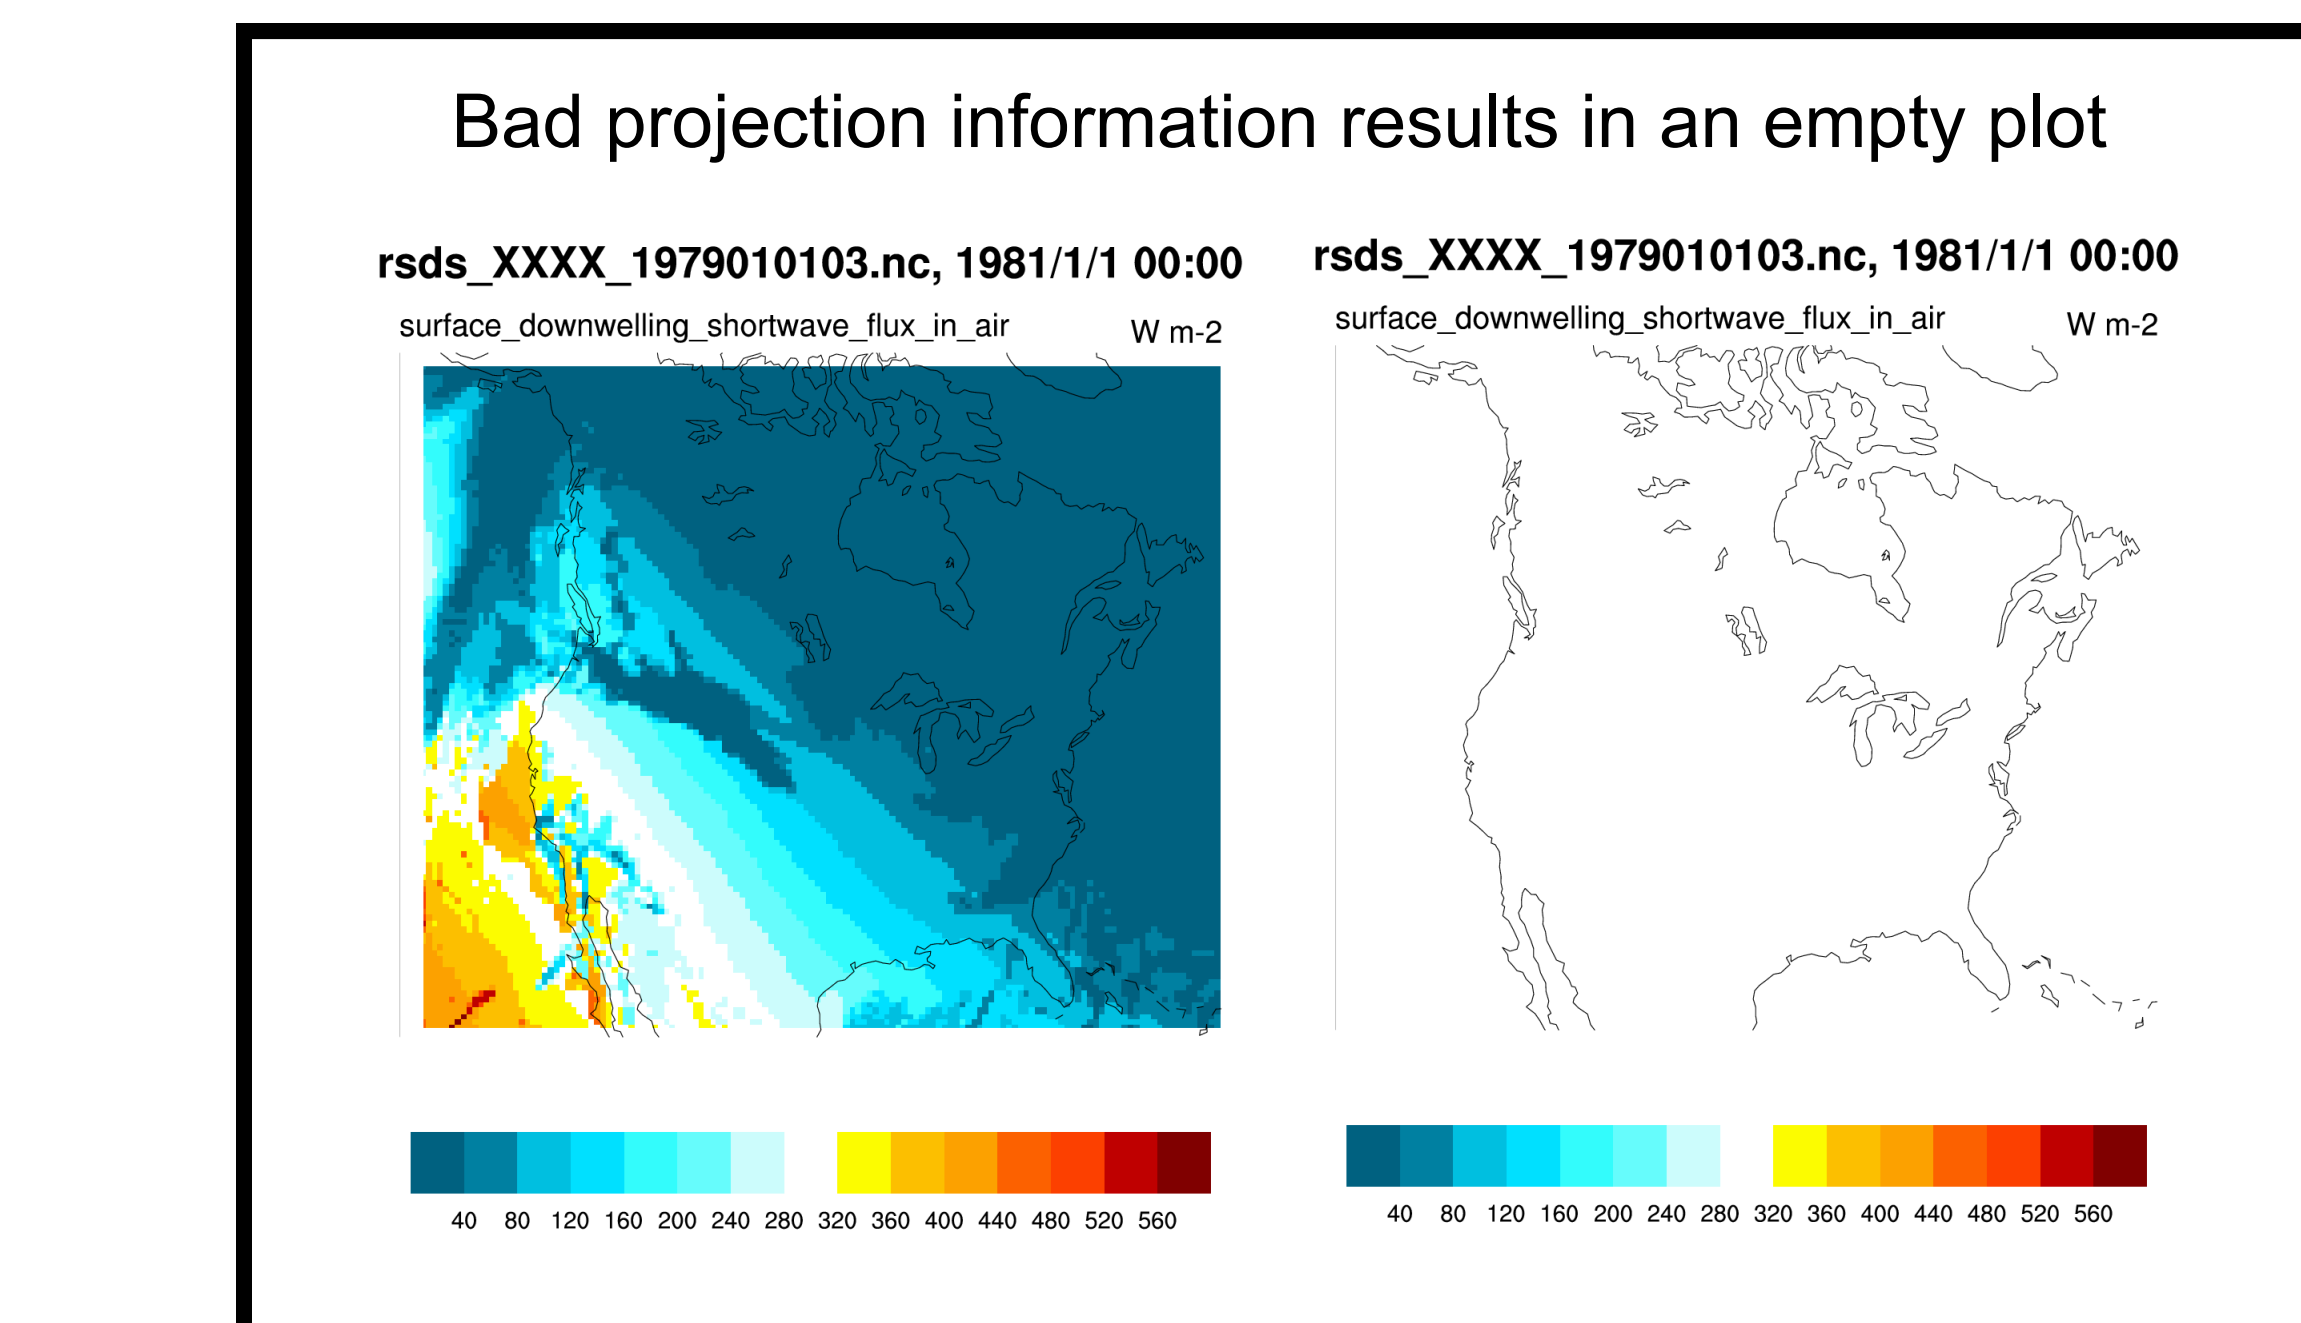 Bad projection information results in an empty plot
rsds_XXXX_1979010103.nc, 1981/1/1 00:00
surface_downwelling_shortwave_flux_in_air W m-2
40 80 120 160 200 240 280 320 360 400 440 480 520 560
rsds_XXXX_1979010103.nc, 1981/1/1 00:00
surface_downwelling_shortwave_flux_in_air W m-2
40 80 120 160 200 240 280 320 360 400 440 480 520 560